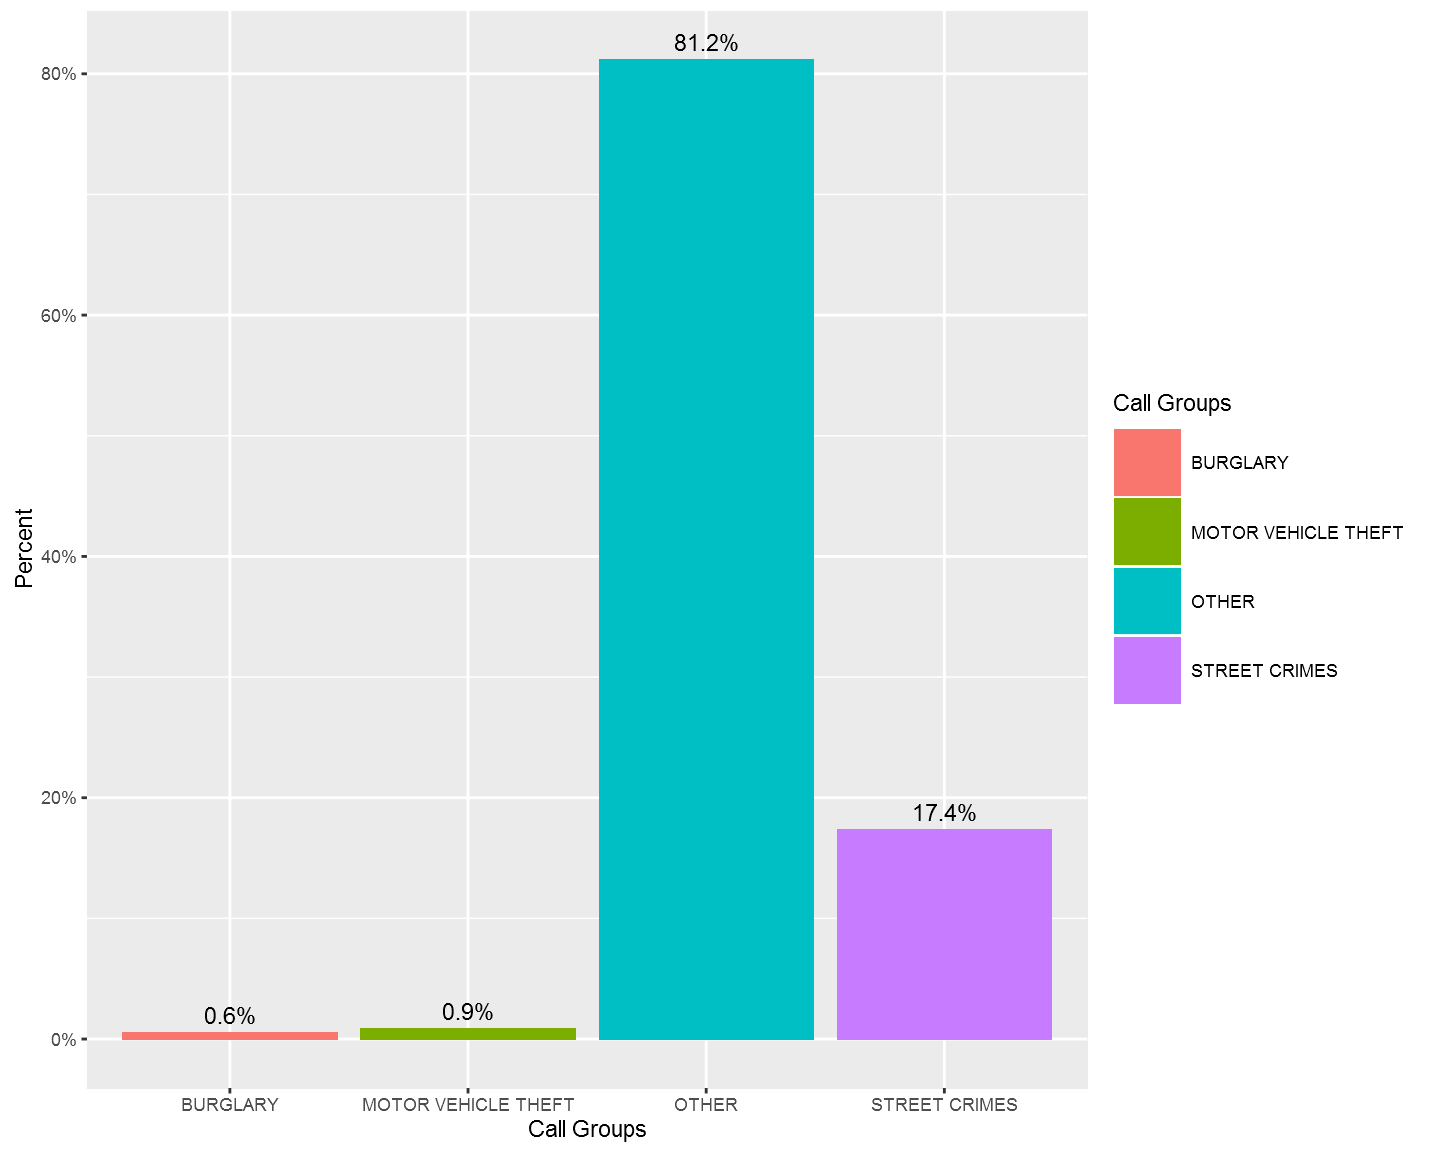 81.2%
80%
60%
40%
20%
0%
Percent
17.4%
0.6%
0.9%
BURGLARY
MOTOR VEHICLE THEFT
OTHER
STREET CRIMES
Call Groups
Call Groups
BURGLARY
MOTOR VEHICLE THEFT
OTHER
STREET CRIMES